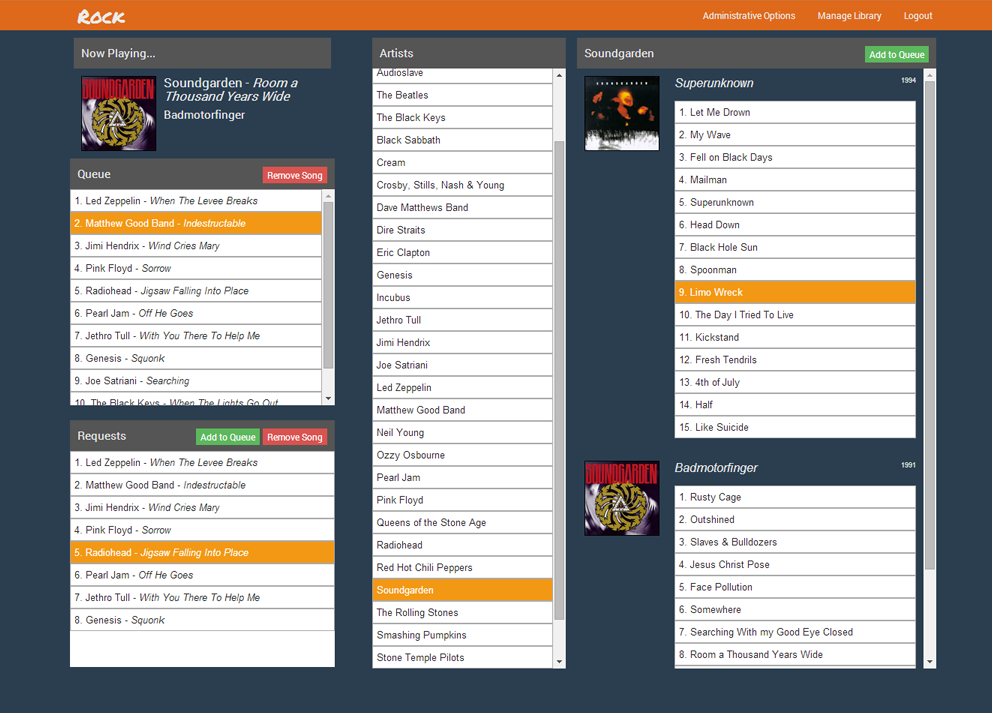 Rock
Administrative Options
Manage Library
Logout
Now Playing...
SOUNDGARDEN
Soundgarden - Room a
Thousand Years Wide
Badmotorfinger
Queue
Remove Song
1. Led Zeppelin - When The Levee Breaks
2. Matthew Good Band - Indestructable
3. Jimi Hendrix - Wind Cries Mary
4. Pink Floyd - Sorrow
5. Radiohead - Jigsaw Falling Into Place
6. Pearl Jam - Off He Goes
7. Jethro Tull - With You There To Help Me
8. Genesis - Squonk
9. Joe Satriani - Searching
10. The Black Keys - When The Lights Go Out
Requests
Add to Queue
Remove Song
1. Led Zeppelin - When The Levee Breaks
2. Matthew Good Band - Indestructable
3. Jimi Hendrix - Wind Cries Mary
4. Pink Floyd - Sorrow
5. Radiohead - Jigsaw Falling Into Place
6. Pearl Jam - Off He Goes
7. Jethro Tull - With You There To Help Me
8. Genesis - Squonk
Artists
Audioslave
The Beatles
The Black Keys
Black Sabbath
Cream
Crosby, Stills, Nash & Young
Dave Matthews Band
Dire Straits
Eric Clapton
Genesis
Incubus
Jethro Tull
Jimi Hendrix
Joe Satriani
Led Zeppelin
Matthew Good Band
Neil Young
Ozzy Osbourne
Pearl Jam
Pink Floyd
Queens of the Stone Age
Radiohead
Red Hot Chili Peppers
Soundgarden
The Rolling Stones
Smashing Pumpkins
Stone Temple Pilots
Soundgarden
Add to Queue
SOUNDGARDEN
Superunknown
1994
1. Let Me Drown
2. My Wave
3. Fell on Black Days
4. Mailman
5. Superunknown
6. Head Down
7. Black Hole Sun
8. Spoonman
9. Limo Wreck
10. The Day I Tried To Live
11. Kickstand
12. Fresh Tendrils
13. 4th of July
14. Half
15. Like Suicide
SOUNDGARDEN
Badmotorfinger
1991
1. Rusty Cage
2. Outshined
3. Slaves & Bulldozers
4. Jesus Christ Pose
5. Face Pollution
6. Somewhere
7. Searching With my Good Eye Closed
8. Room a Thousand Years Wide